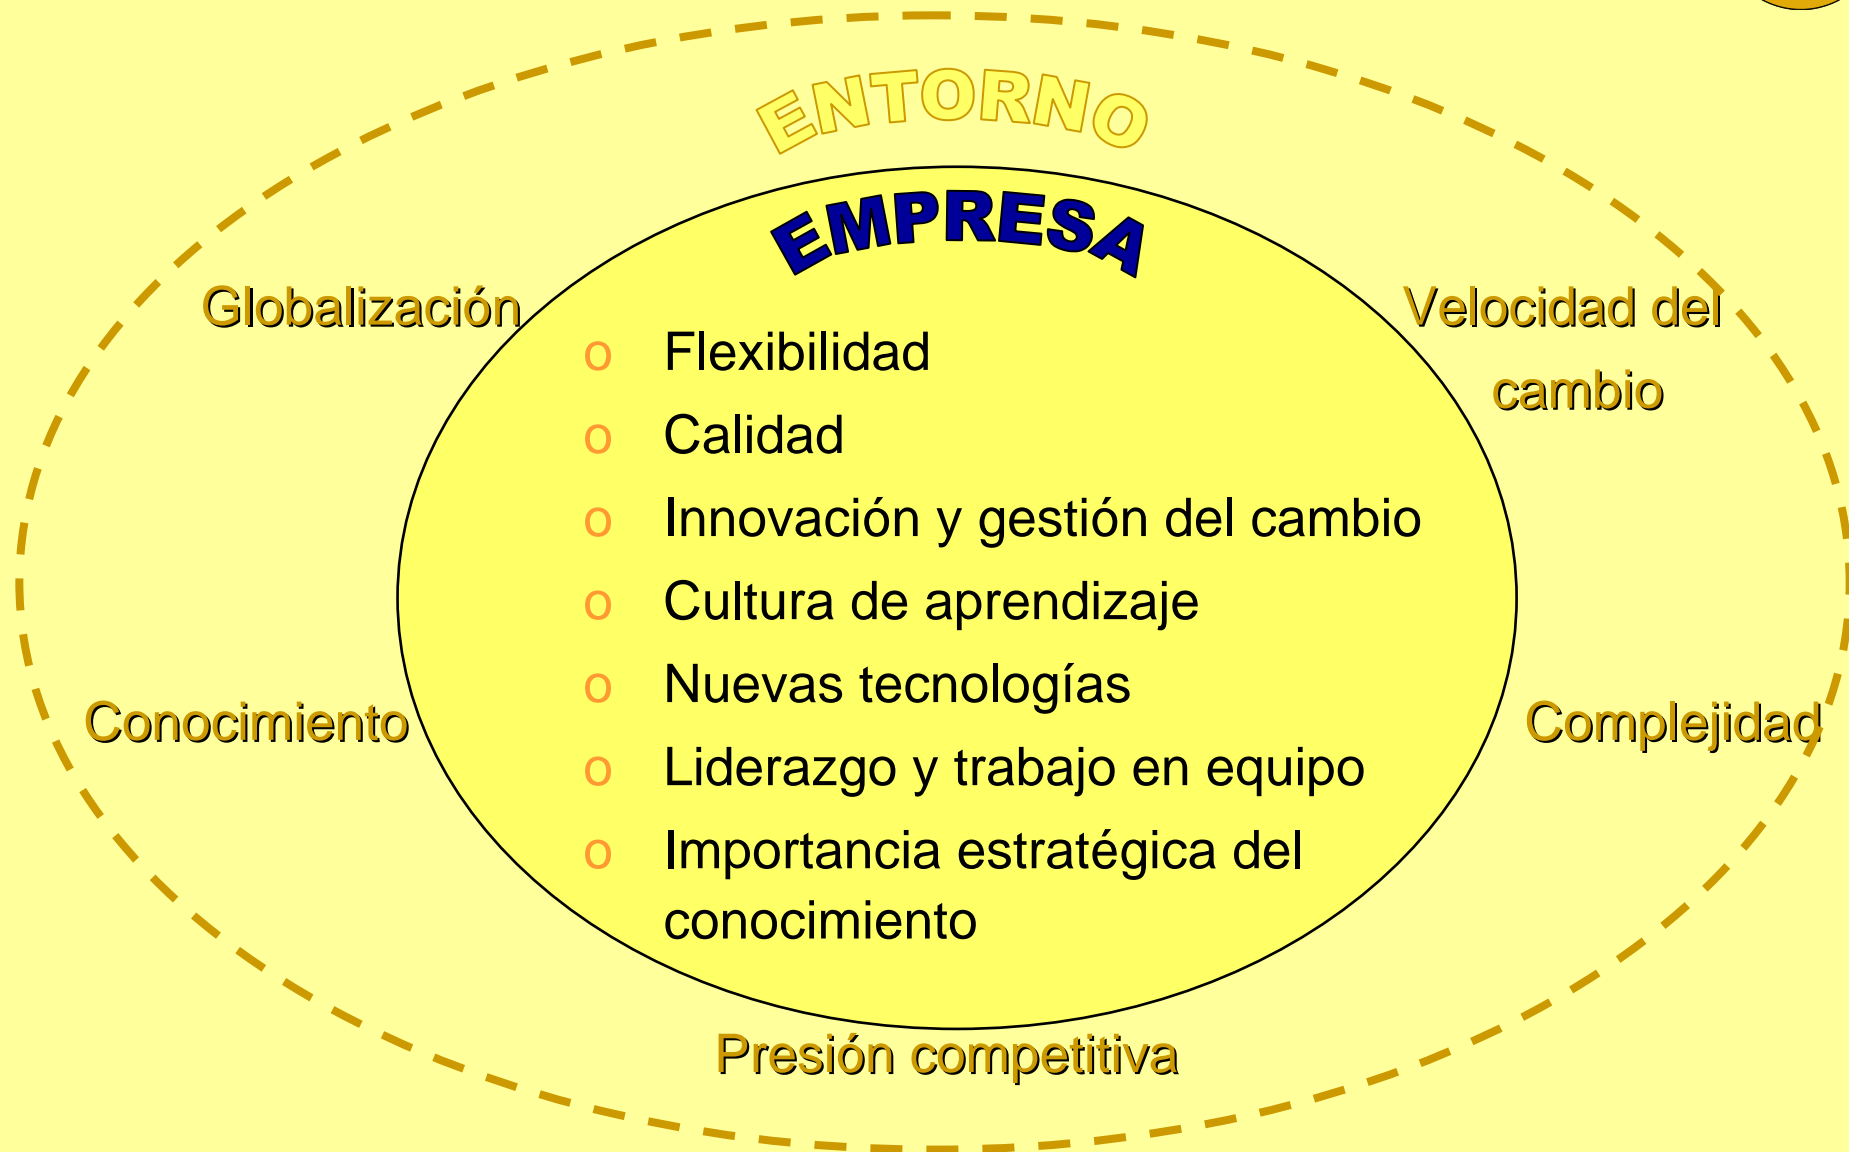 ENTORNO
EMPRESA
Globalización
Velocidad del
cambio
o Flexibilidad
o Calidad
o Innovación y gestión del cambio
o Cultura de aprendizaje
o Nuevas tecnologías
o Liderazgo y trabajo en equipo
o Importancia estratégica del
conocimiento
Conocimiento
Complejidad
Presión competitiva